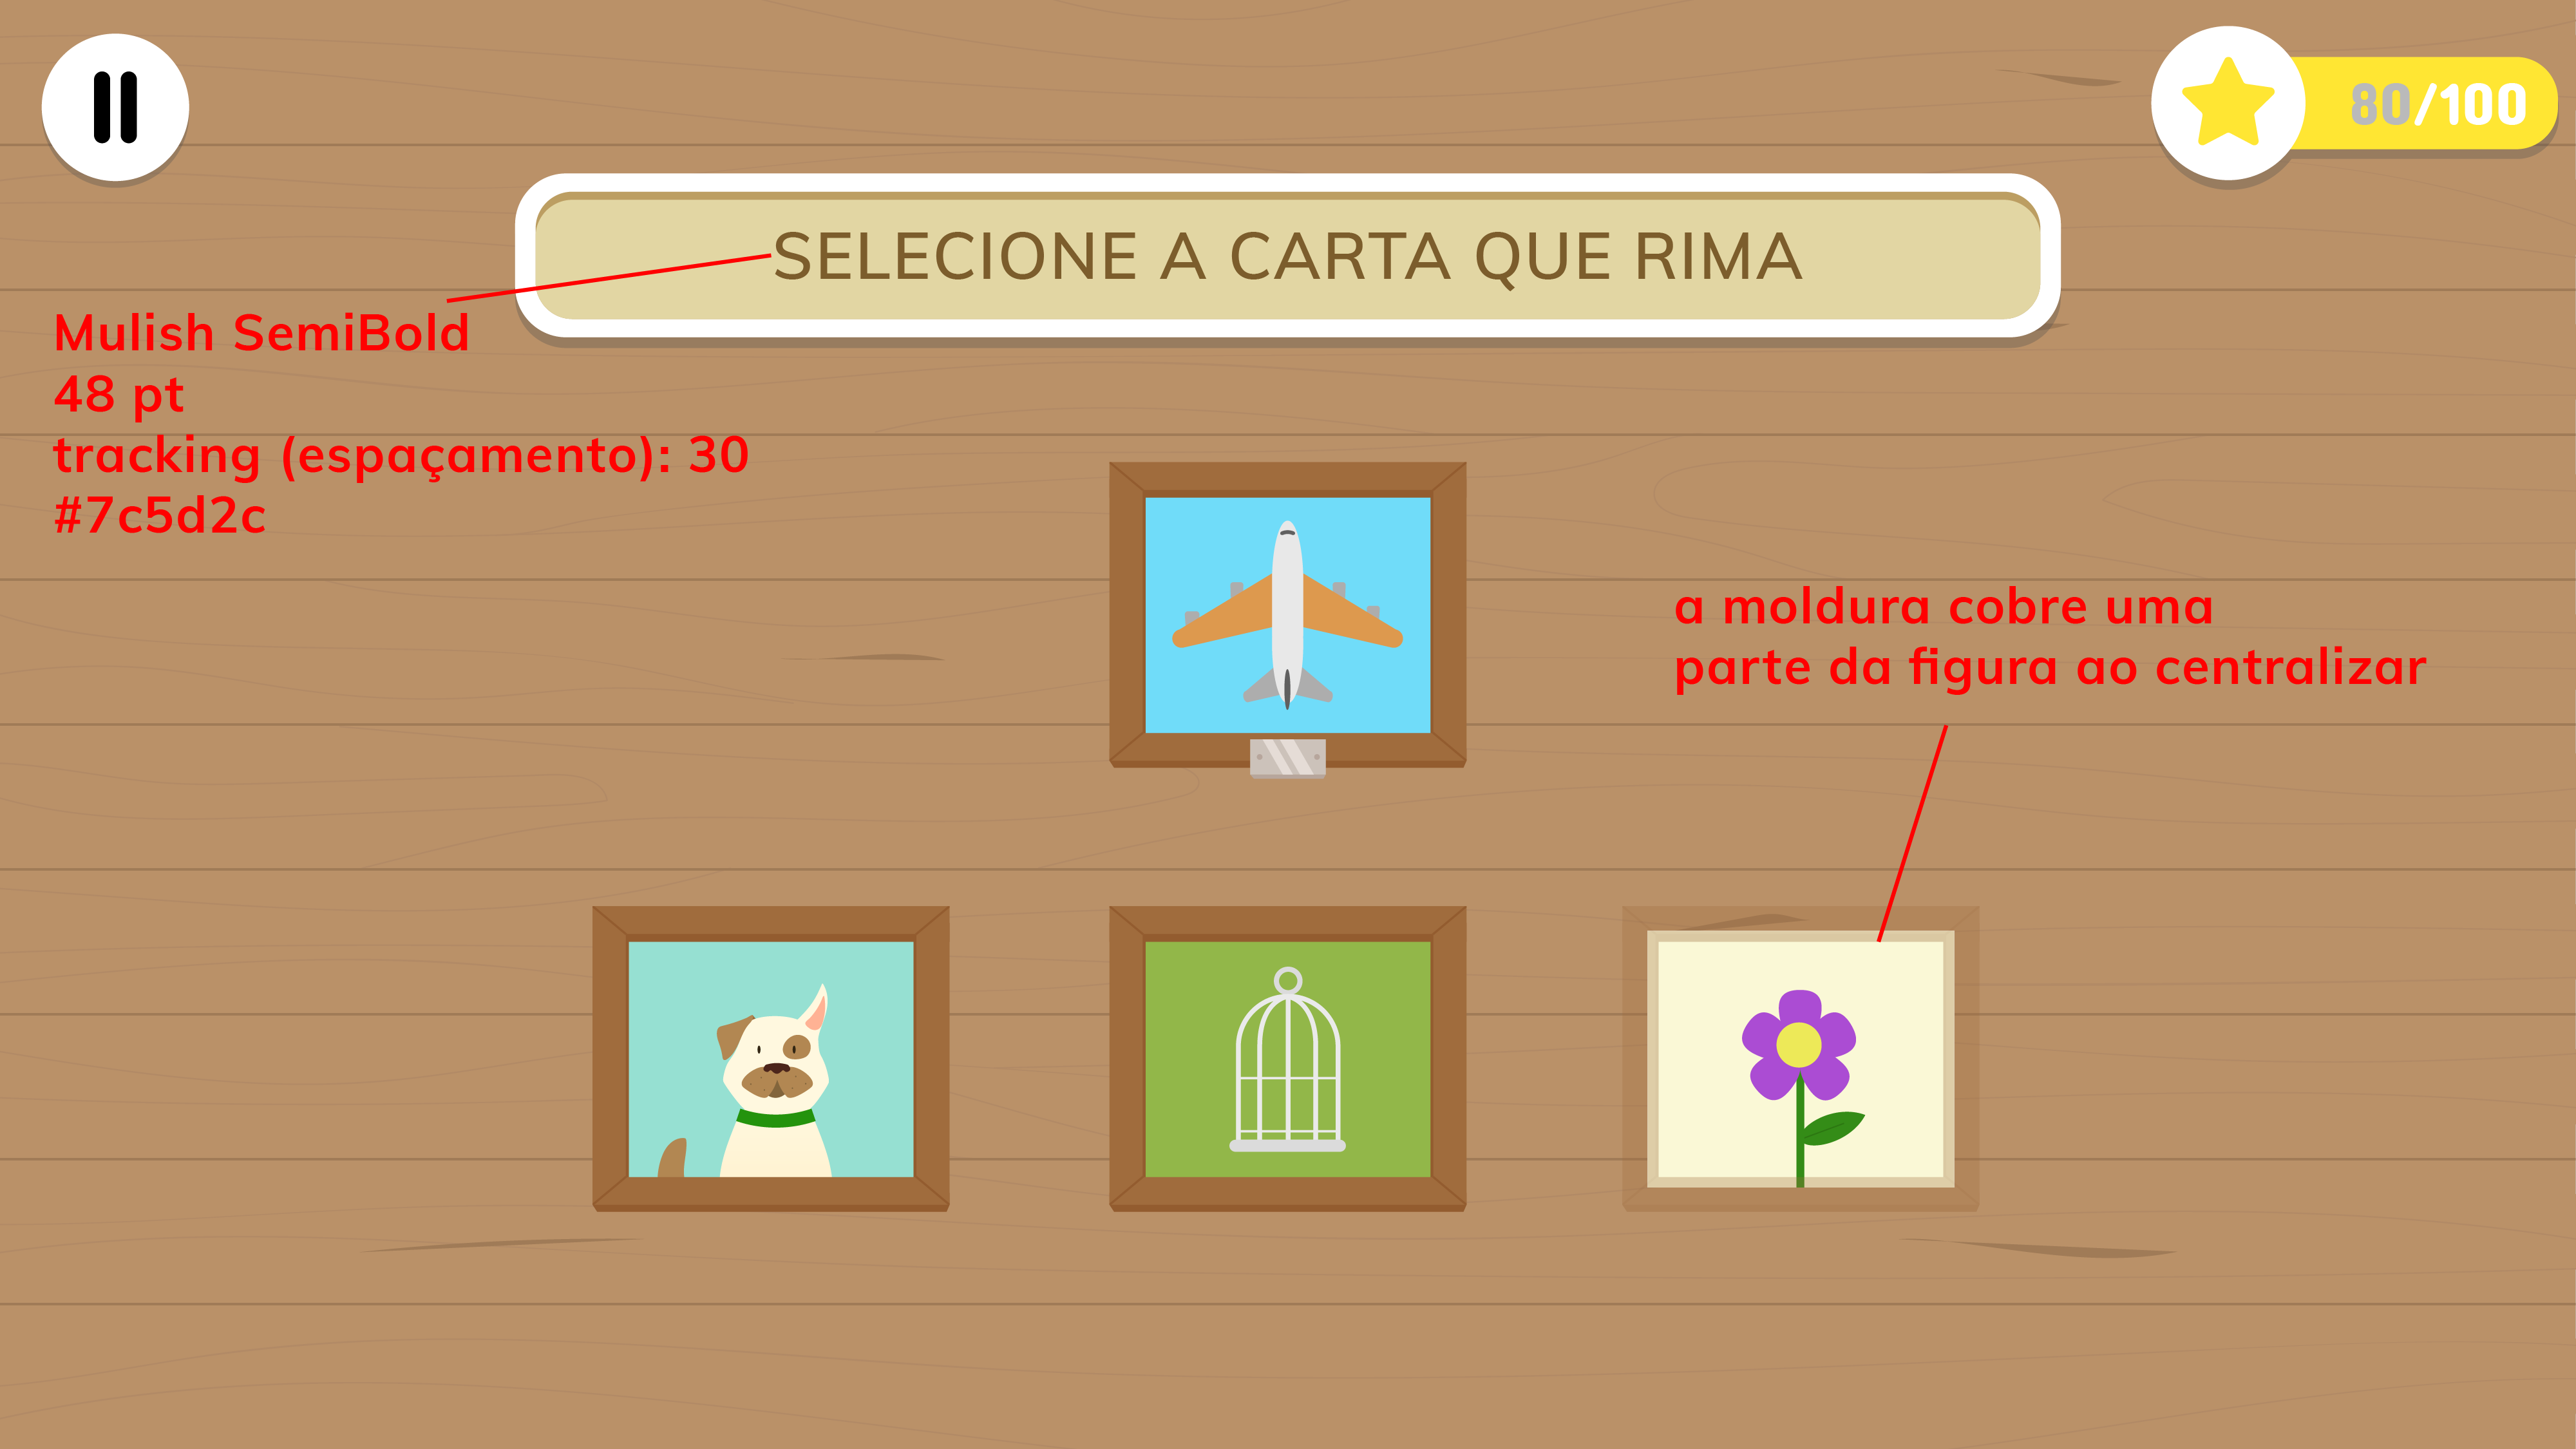 80/100
SELECIONE A CARTA QUE RIMA
Mulish SemiBold
48 pt
tracking (espaçamento): 30
#7c5d2c
a moldura cobre uma
parte da figura ao centralizar